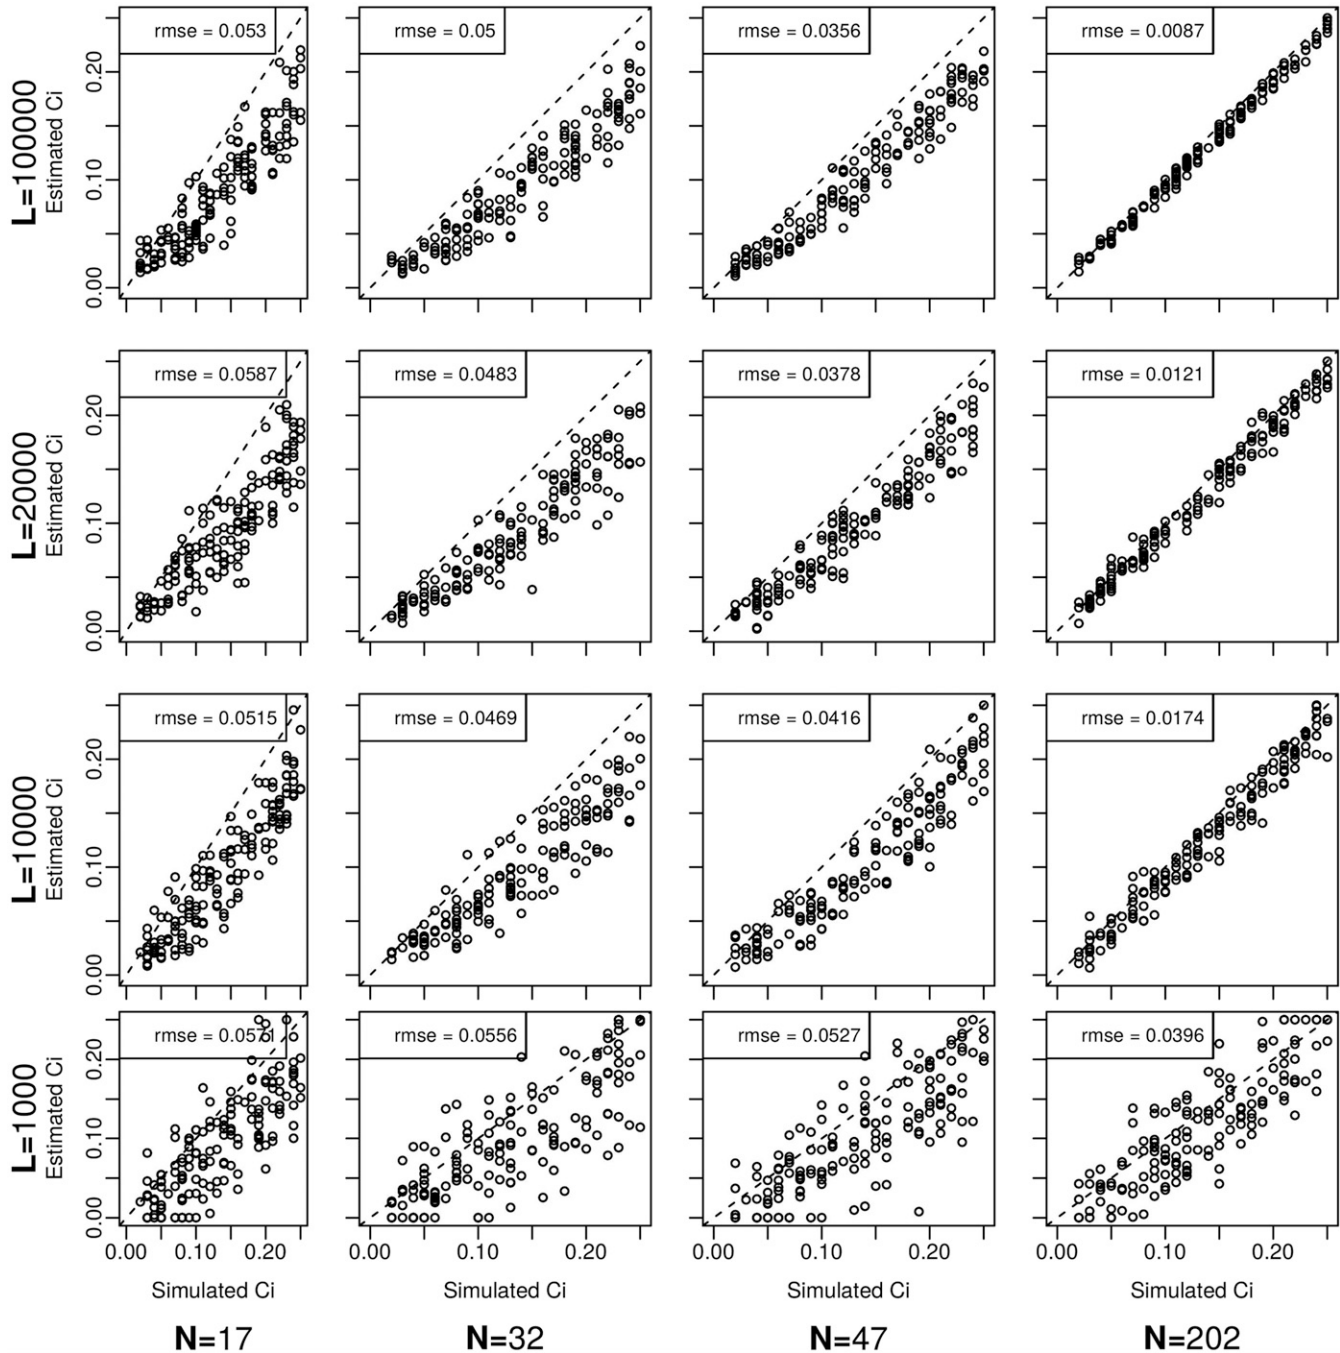 rmse = 0.053
rmse = 0.05
rmse = 0.0356
rmse = 0.0087
L=100000
Estimated Ci
0.00 0.10 0.20
rmse = 0.0587
rmse = 0.0483
rmse = 0.0378
rmse = 0.0121
L=20000
Estimated Ci
0.00 0.10 0.20
rmse = 0.0515
rmse = 0.0469
rmse = 0.0416
rmse = 0.0174
L=10000
Estimated Ci
0.00 0.10 0.20
rmse = 0.0571
rmse = 0.0556
rmse = 0.0527
rmse = 0.0396
L=1000
Estimated Ci
0.00 0.10 0.20
0.00 0.10 0.20
0.00 0.10 0.20
0.00 0.10 0.20
0.00 0.10 0.20
Simulated Ci
Simulated Ci
Simulated Ci
Simulated Ci
N=17
N=32
N=47
N=202